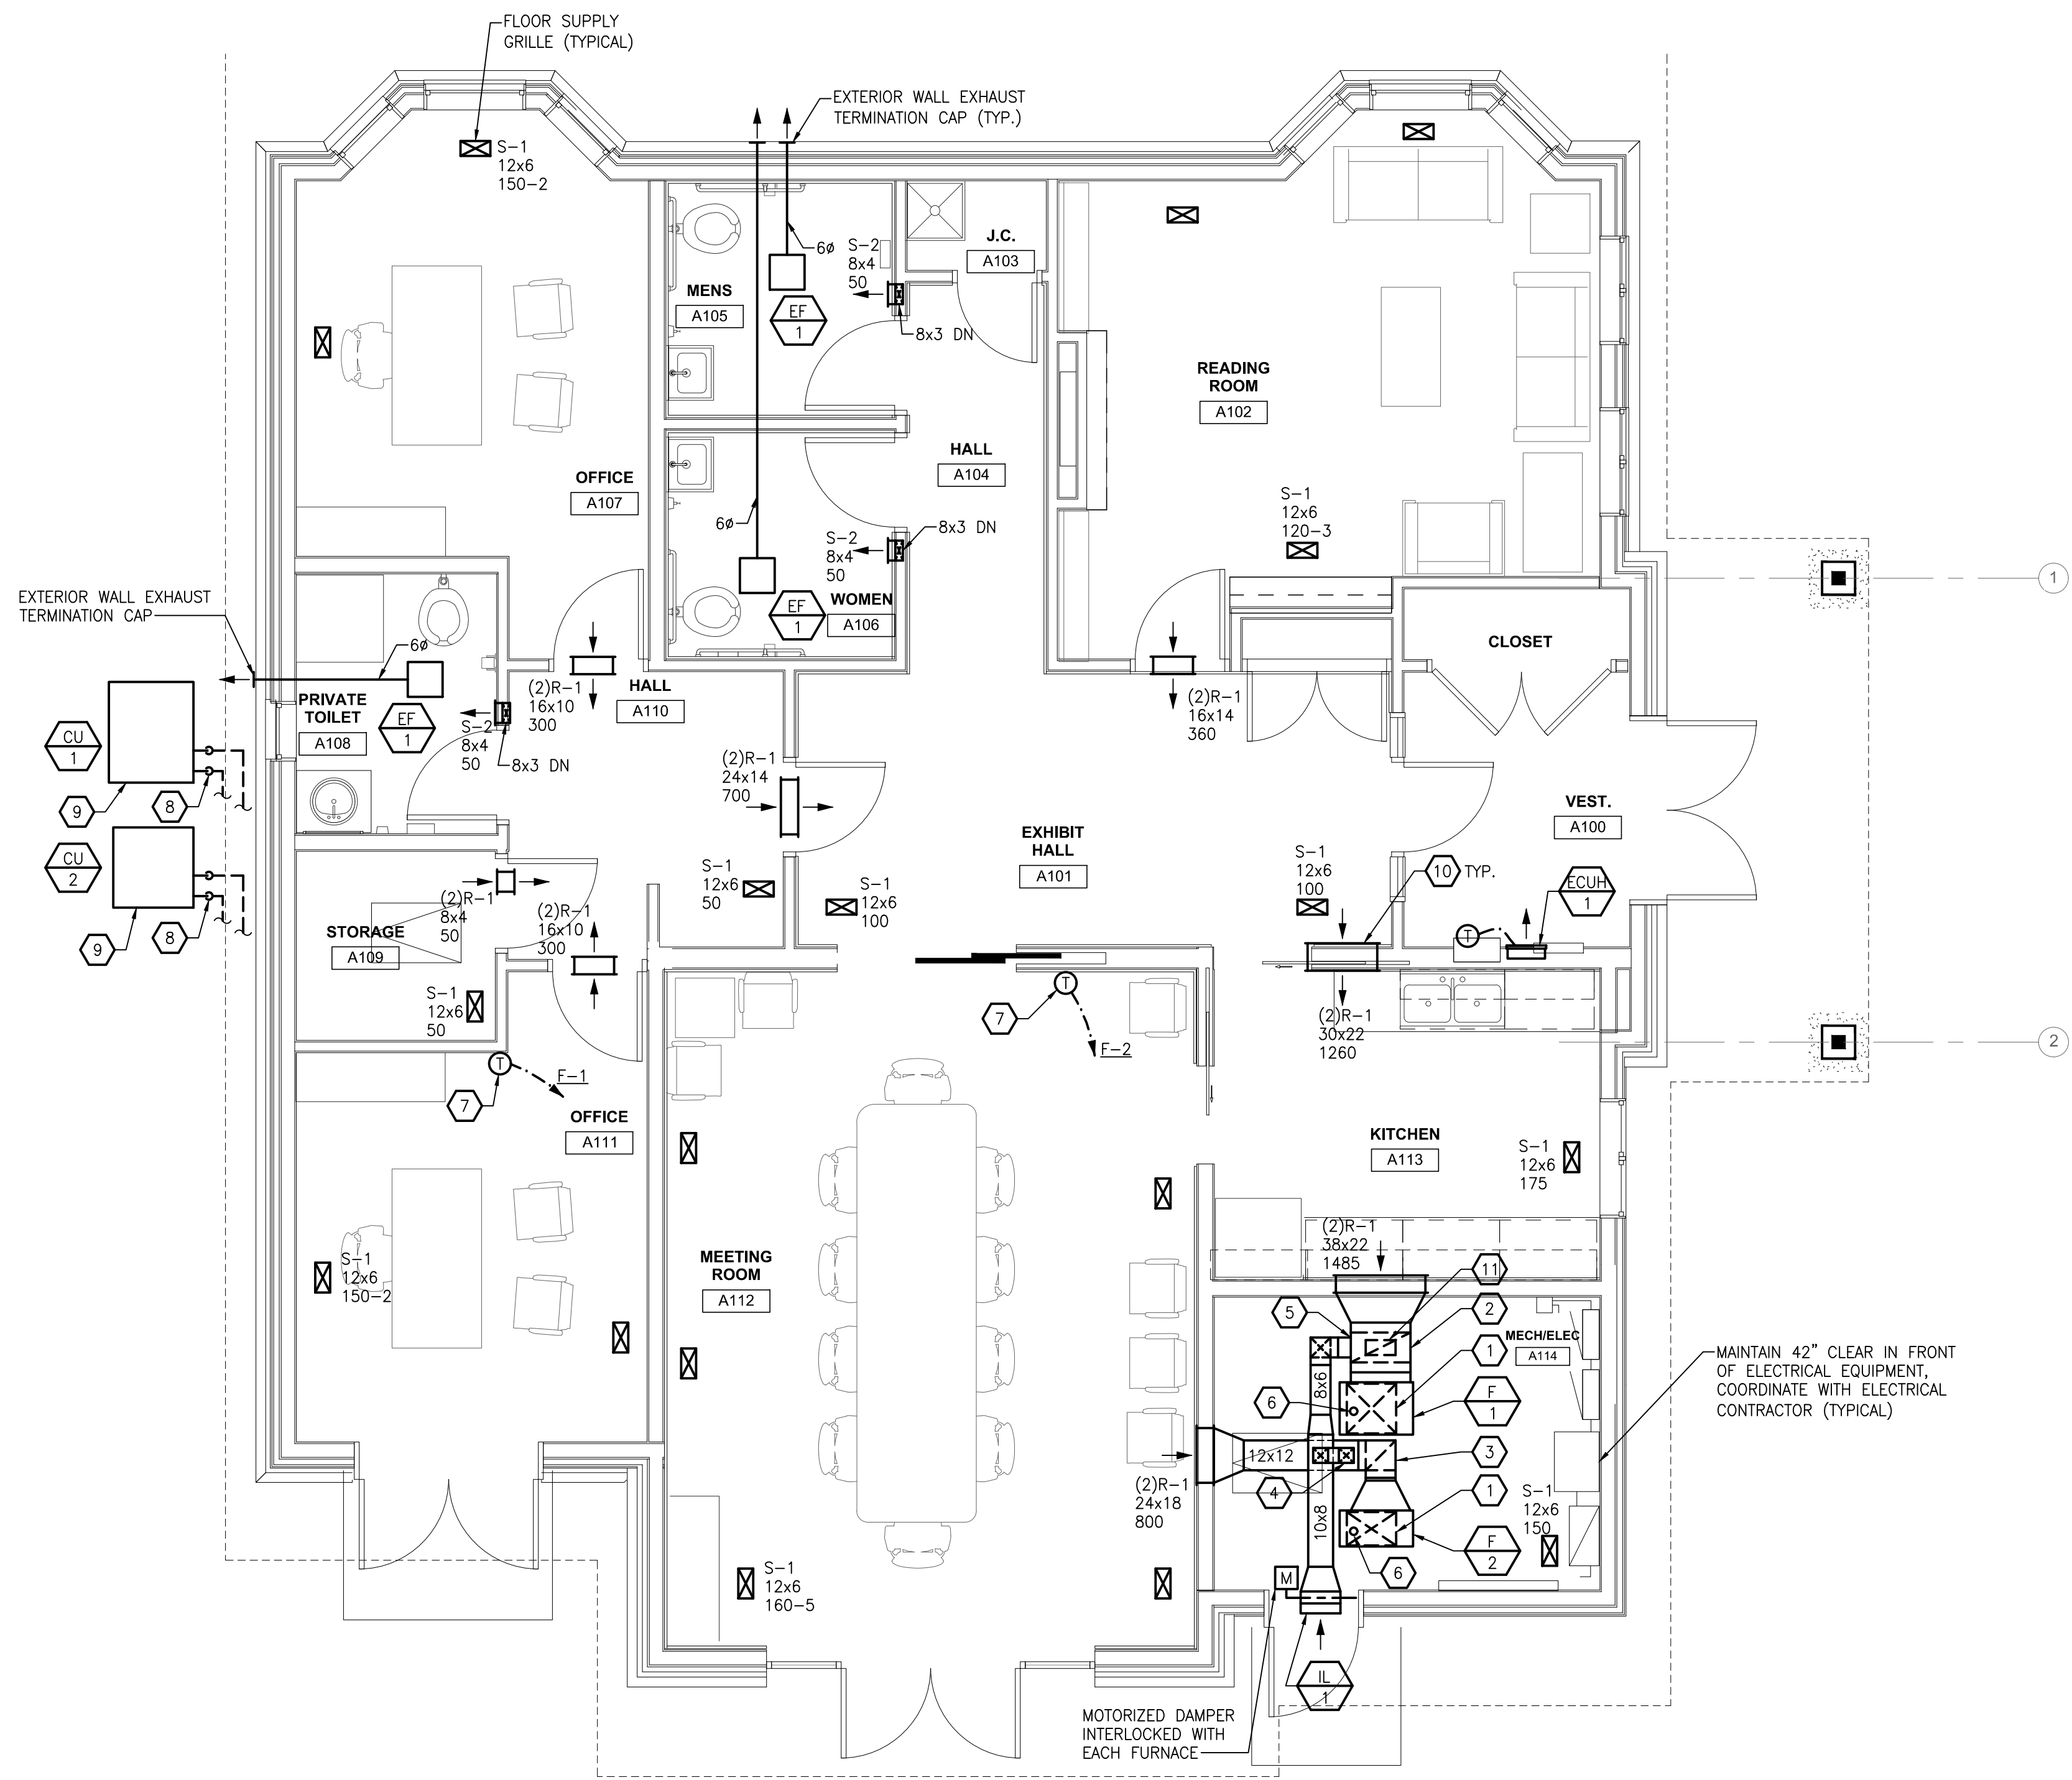 FLOOR SUPPLY
GRILLE (TYPICAL)
EXTERIOR WALL EXHAUST
TERMINATION CAP (TYP.)
S-1
12x6
150-2
6ø
S-2
8x4
50
J.C.
A103
MENS
A105
EF
1
8x3 DN
READING
ROOM
A102
HALL
A104
OFFICE
A107
S-1
12x6
120-3
6ø
8x3 DN
S-2
8x4
50
1
EXTERIOR WALL EXHAUST
TERMINATION CAP
6ø
EF
1
WOMEN
A106
CLOSET
PRIVATE
TOILET
A108
EF
1
S-2
8x4
50
8x3 DN
(2)R-1
16x10
300
HALL
A110
(2)R-1
16x14
360
CU
1
9
8
(2)R-1
24x14
700
VEST.
A100
EXHIBIT
HALL
A101
CU
2
9
8
S-1
12x6
50
S-1
12x6
100
S-1
12x6
100
10
TYP.
ECUH
1
T
(2)R-1
8x4
50
(2)R-1
16x10
300
STORAGE
A109
S-1
12x6
50
T
7
F-2
(2)R-1
30x22
1260
2
T
7
F-1
OFFICE
A111
KITCHEN
A113
S-1
12x6
175
S-1
12x6
150-2
MEETING
ROOM
A112
(2)R-1
38x22
1485
11
5
2
MECH/ELEC
A114
1
MAINTAIN 42" CLEAR IN FRONT
OF ELECTRICAL EQUIPMENT,
COORDINATE WITH ELECTRICAL
CONTRACTOR (TYPICAL)
8x6
6
F
1
12x12
3
4
(2)R-1
24x18
800
1
S-1
12x6
150
10x8
F
2
6
M
S-1
12x6
160-5
IL
1
MOTORIZED DAMPER
INTERLOCKED WITH
EACH FURNACE